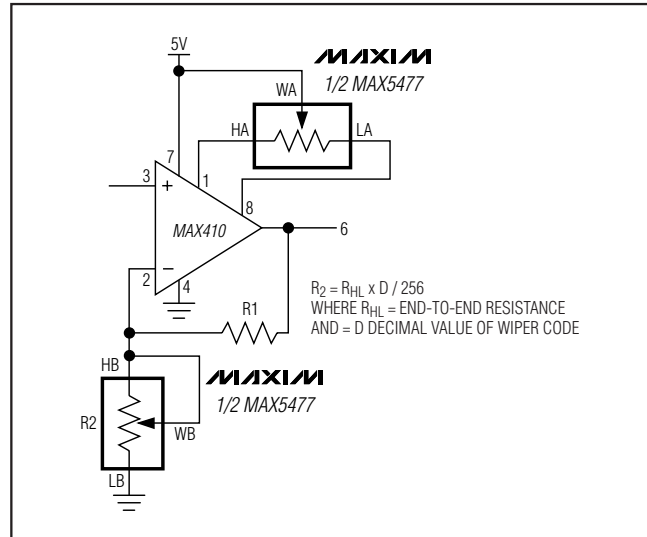 5V
MAXIM
1/2 MAX5477
WA
HA
LA
7
1
3
+
8
MAX410
6
2
−
4
R₂ = R_HL x D / 256
WHERE R_HL = END-TO-END RESISTANCE
AND = D DECIMAL VALUE OF WIPER CODE
R1
HB
MAXIM
1/2 MAX5477
R2
WB
LB